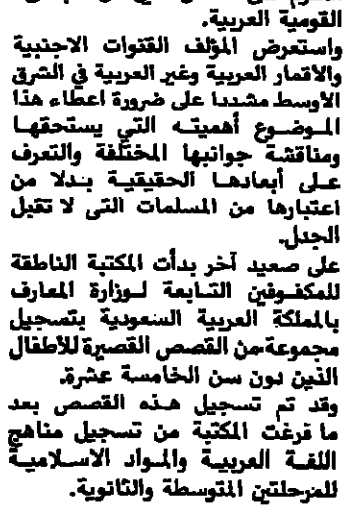 القومية العربية.
واستعرض المؤلف القنوات الاجنبية
والاقمار العربية وغير العربية في الشرق
الأوسط مشددا على ضرورة اعطاء هذا
الموضوع أهميته التي يستحقها
ومناقشة جوانبها المختلفة والتعرف
على أبعادها الحقيقية بدلا من
اعتبارها من المسلمات التى لا تقبل
الجدل.
على صعيد آخر بدأت المكتبة الناطقة
للمكفوفين التابعة لوزارة المعارف
بالمملكة العربية السعودية بتسجيل
مجموعة من القصص القصيرة للأطفال
الذين دون سن الخامسة عشرة.
وقد تم تسجيل هذه القصص بعد
ما فرغت المكتبة من تسجيل مناهج
اللغة العربية والمواد الاسلامية
للمرحلتين المتوسطة والثانوية.